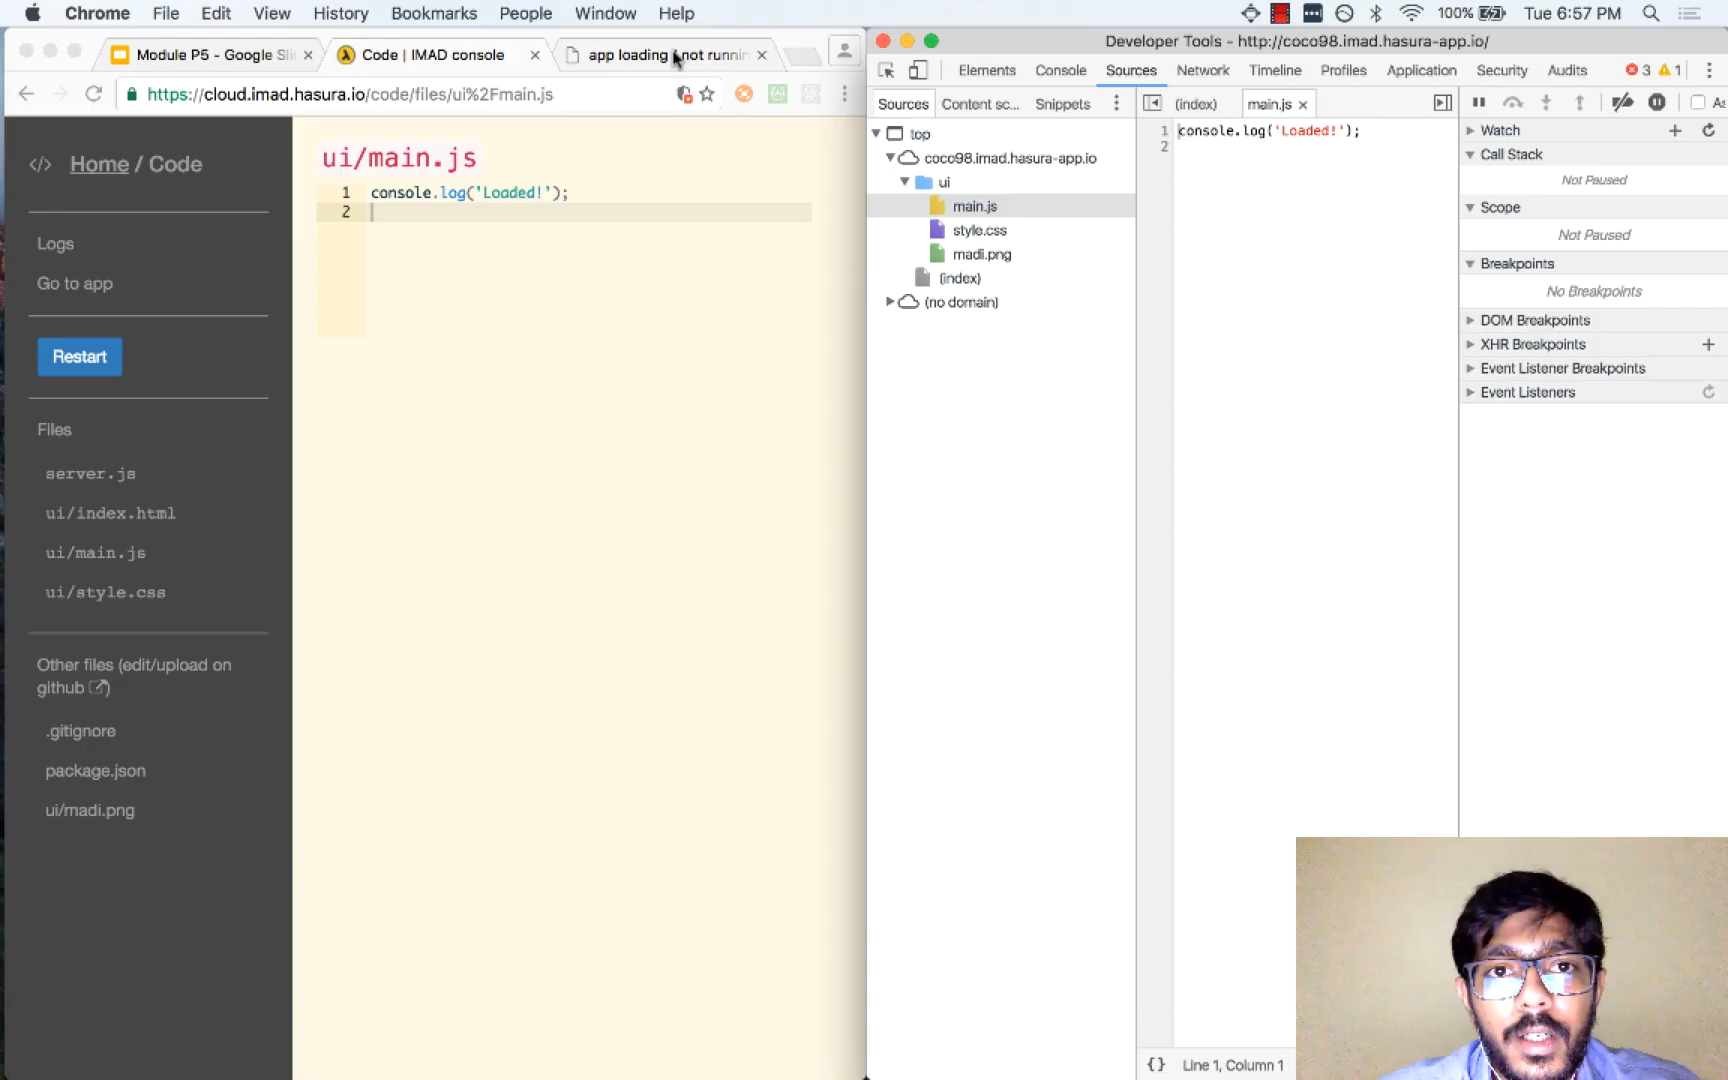 Chrome File Edit View History Bookmarks People Window Help 100% Tue 6:57 PM
Module P5 - Google Sli
Code | IMAD console
app loading not runnin
https://cloud.imad.hasura.io/code/files/ui%2Fmain.js
</> Home / Code
Logs
Go to app
Restart
Files
server.js
ui/index.html
ui/main.js
ui/style.css
Other files (edit/upload on
github )
.gitignore
package.json
ui/madi.png
ui/main.js
1 console.log('Loaded!');
2
Developer Tools - http://coco98.imad.hasura-app.io/
Elements Console Sources Network Timeline Profiles Application Security Audits 3 1
Sources Content sc... Snippets
top
coco98.imad.hasura-app.io
ui
main.js
style.css
madi.png
(index)
(no domain)
(index) main.js
1 console.log('Loaded!');
2
{} Line 1, Column 1
As
Watch
Call Stack
Not Paused
Scope
Not Paused
Breakpoints
No Breakpoints
DOM Breakpoints
XHR Breakpoints
Event Listener Breakpoints
Event Listeners